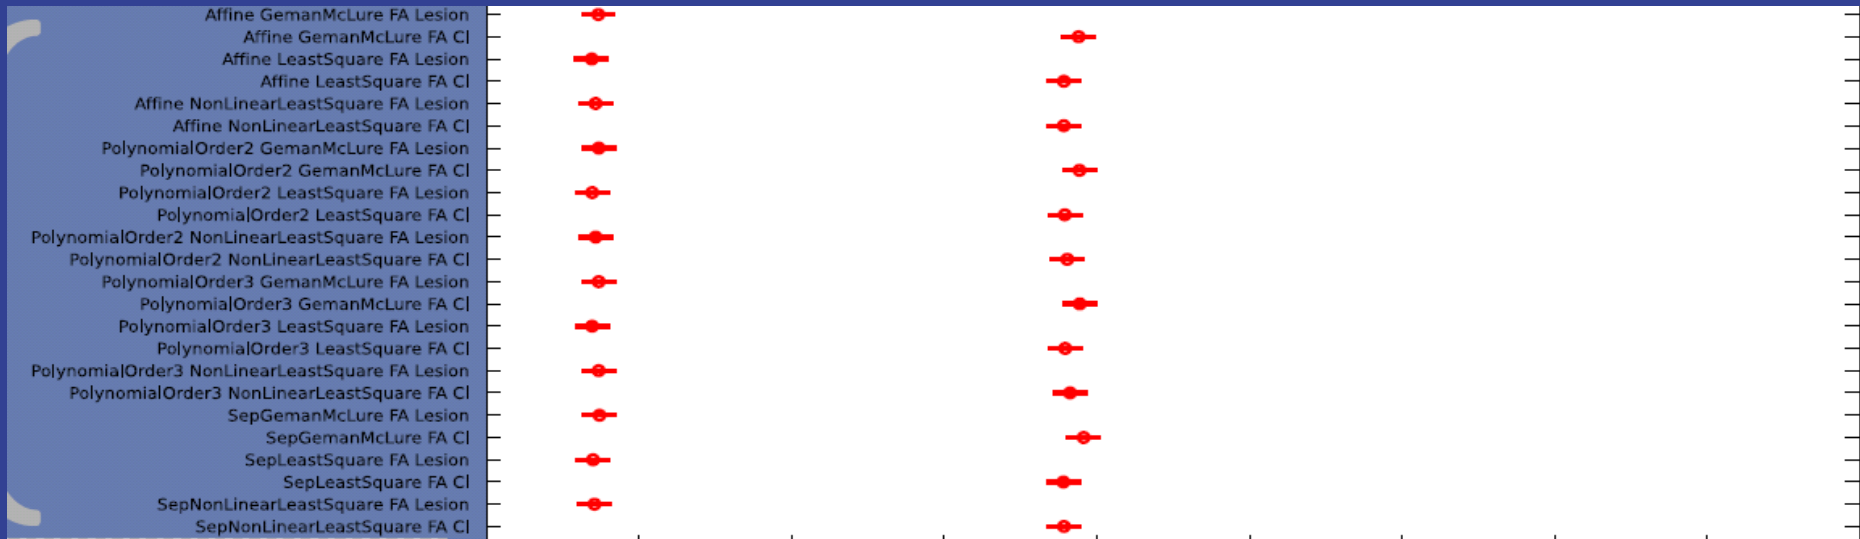 Affine GemanMcLure FA Lesion
Affine GemanMcLure FA Cl
Affine LeastSquare FA Lesion
Affine LeastSquare FA Cl
Affine NonLinearLeastSquare FA Lesion
Affine NonLinearLeastSquare FA Cl
PolynomialOrder2 GemanMcLure FA Lesion
PolynomialOrder2 GemanMcLure FA Cl
PolynomialOrder2 LeastSquare FA Lesion
PolynomialOrder2 LeastSquare FA Cl
PolynomialOrder2 NonLinearLeastSquare FA Lesion
PolynomialOrder2 NonLinearLeastSquare FA Cl
PolynomialOrder3 GemanMcLure FA Lesion
PolynomialOrder3 GemanMcLure FA Cl
PolynomialOrder3 LeastSquare FA Lesion
PolynomialOrder3 LeastSquare FA Cl
PolynomialOrder3 NonLinearLeastSquare FA Lesion
PolynomialOrder3 NonLinearLeastSquare FA Cl
SepGemanMcLure FA Lesion
SepGemanMcLure FA Cl
SepLeastSquare FA Lesion
SepLeastSquare FA Cl
SepNonLinearLeastSquare FA Lesion
SepNonLinearLeastSquare FA Cl